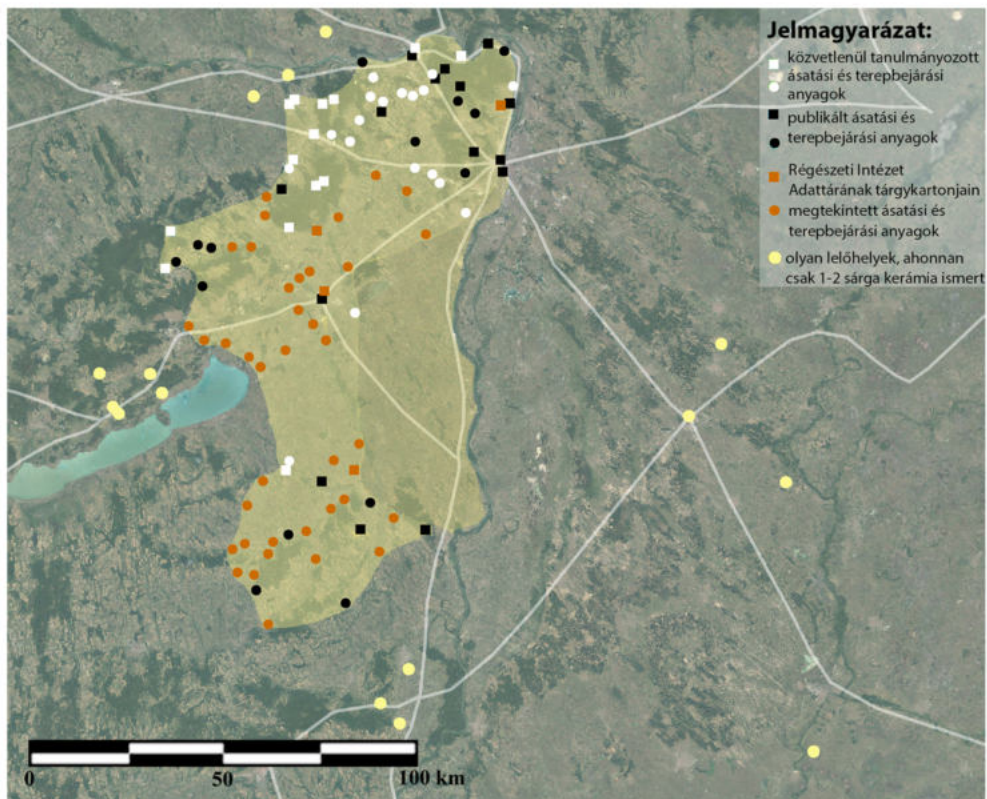 Jelmagyarázat:
közvetlenül tanulmányozott
ásatási és terepbejárási
anyagok
publikált ásatási és
terepbejárási anyagok
Régészeti Intézet
Adattárának tárgykartonjain
megtekintett ásatási és
terepbejárási anyagok
olyan lelőhelyek, ahonnan
csak 1-2 sárga kerámia ismert
0 50 100 km